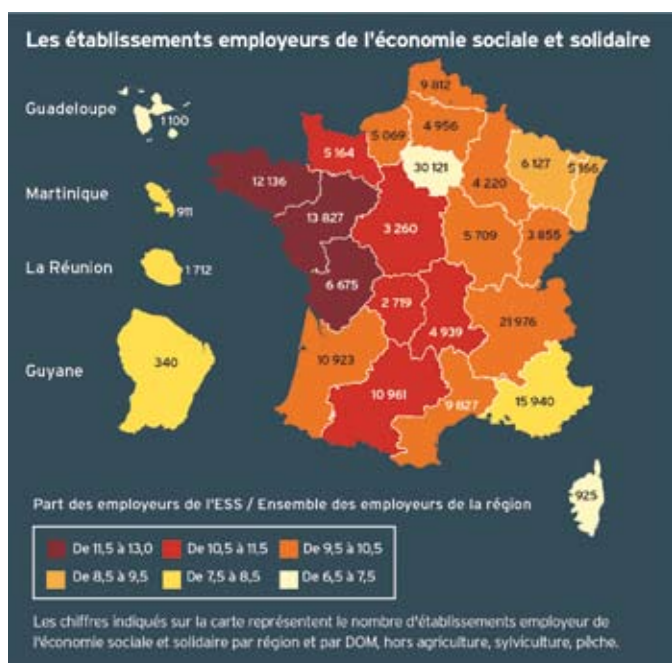 Les établissements employeurs de l'économie sociale et solidaire
9 812
Guadeloupe
1 100
5 069
4 956
5 164
30 121
6 127
5 166
12 136
4 220
Martinique
911
13 827
3 260
5 709
3 855
La Réunion
1 712
6 675
2 719
4 939
21 976
340
Guyane
10 923
10 961
9 827
15 940
925
Part des employeurs de l'ESS / Ensemble des employeurs de la région
De 11,5 à 13,0
De 10,5 à 11,5
De 9,5 à 10,5
De 8,5 à 9,5
De 7,5 à 8,5
De 6,5 à 7,5
Les chiffres indiqués sur la carte représentent le nombre d'établissements employeur de
l'économie sociale et solidaire par région et par DOM, hors agriculture, sylviculture, pêche.